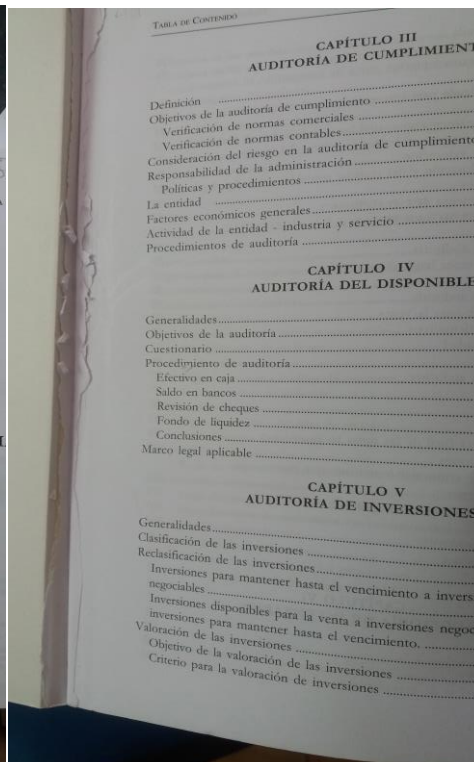 TABLA DE CONTENIDO
CAPÍTULO III
AUDITORÍA DE CUMPLIMIENT
Definición ........................................
Objetivos de la auditoría de cumplimiento ........................................
Verificación de normas comerciales ........................................
Verificación de normas contables........................................
Consideración del riesgo en la auditoría de cumplimiento
Responsabilidad de la administración ........................................
Políticas y procedimientos ........................................
La entidad ........................................
Factores económicos generales........................................
Actividad de la entidad - industria y servicio ........................................
Procedimientos de auditoría ........................................
CAPÍTULO IV
AUDITORÍA DEL DISPONIBLE
Generalidades........................................
Objetivos de la auditoría ........................................
Cuestionario ........................................
Procedimiento de auditoría ........................................
Efectivo en caja ........................................
Saldo en bancos ........................................
Revisión de cheques ........................................
Fondo de liquidez ........................................
Conclusiones ........................................
Marco legal aplicable ........................................
CAPÍTULO V
AUDITORÍA DE INVERSIONES
Generalidades........................................
Clasificación de las inversiones ........................................
Reclasificación de las inversiones........................................
Inversiones para mantener hasta el vencimiento a invers
negociables ........................................
Inversiones disponibles para la venta a inversiones negoc
inversiones para mantener hasta el vencimiento. ....................
Valoración de las inversiones ........................................
Objetivo de la valoración de las inversiones ........................................
Criterio para la valoración de inversiones ........................................